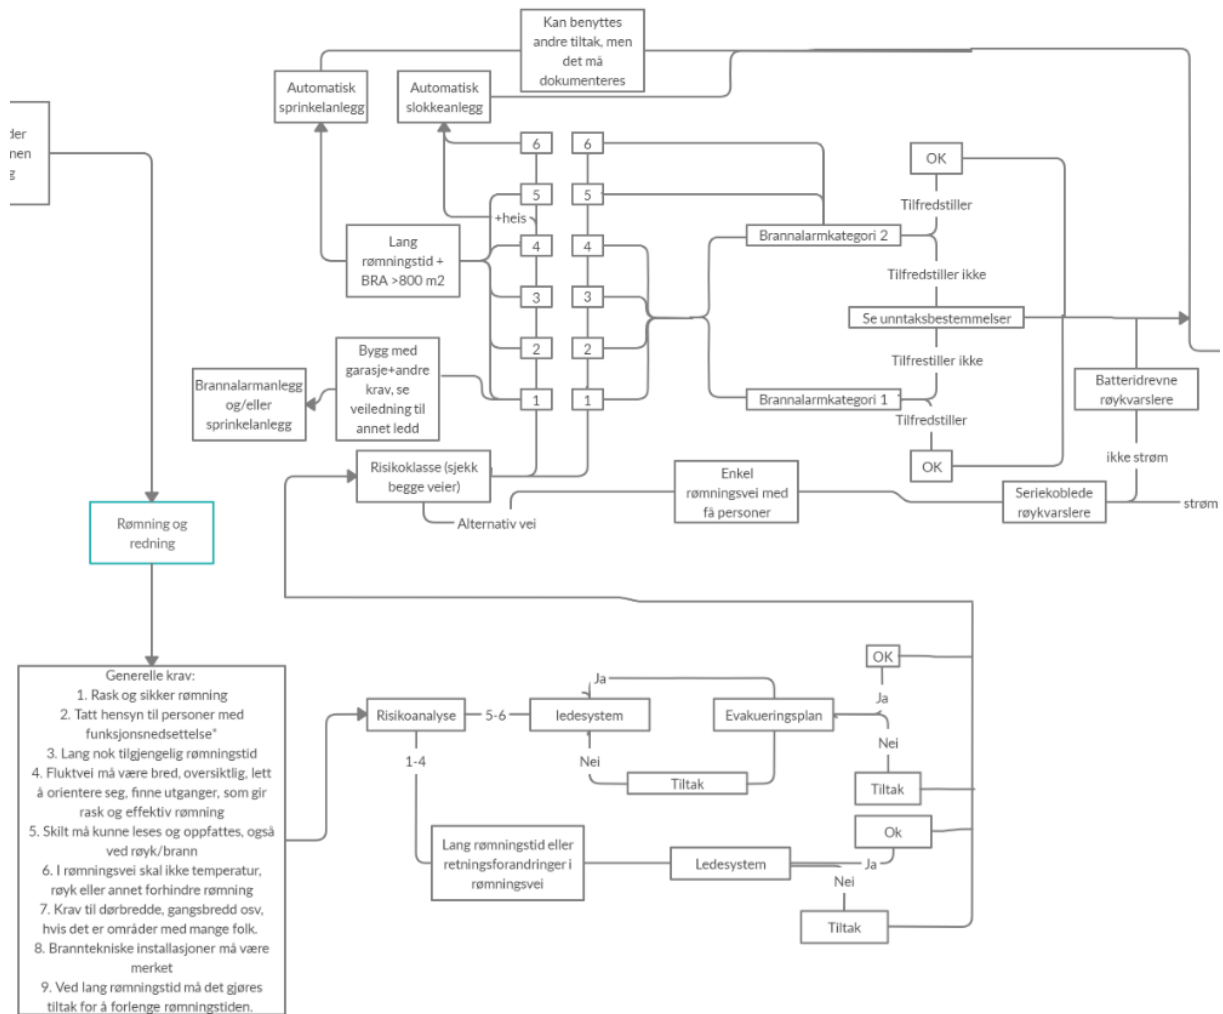 Kan benyttes
andre tiltak, men
det må
dokumenteres
Automatisk
sprinkelanlegg
Automatisk
slokkeanlegg
der
nen
g
6
6
5
5
+heis
4
4
3
3
2
2
1
1
Lang
rømningstid +
BRA >800 m2
Bygg med
garasje+andre
krav, se
veiledning til
annet ledd
Brannalarmanlegg
og/eller
sprinkelanlegg
OK
Tilfredstiller
Brannalarmkategori 2
Tilfredstiller ikke
Se unntaksbestemmelser
Tilfrestiller ikke
Brannalarmkategori 1
Tilfredstiller
OK
Batteridrevne
røykvarslere
ikke strøm
Risikoklasse (sjekk
begge veier)
Alternativ vei
Enkel
rømningsvei med
få personer
Seriekoblede
røykvarslere
strøm
Rømning og
redning
Generelle krav:
1. Rask og sikker rømning
2. Tatt hensyn til personer med
funksjonsnedsettelse*
3. Lang nok tilgjengelig rømningstid
4. Fluktvei må være bred, oversiktlig, lett
å orientere seg, finne utganger, som gir
rask og effektiv rømning
5. Skilt må kunne leses og oppfattes, også
ved røyk/brann
6. I rømningsvei skal ikke temperatur,
røyk eller annet forhindre rømning
7. Krav til dørbredde, gangsbredd osv,
hvis det er områder med mange folk.
8. Branntekniske installasjoner må være
merket
9. Ved lang rømningstid må det gjøres
tiltak for å forlenge rømningstiden.
Risikoanalyse
5-6
ledesystem
Ja
Evakueringsplan
Nei
Tiltak
OK
Ja
Nei
Tiltak
1-4
Lang rømningstid eller
retningsforandringer i
rømningsvei
Ledesystem
Ja
Ok
Nei
Tiltak